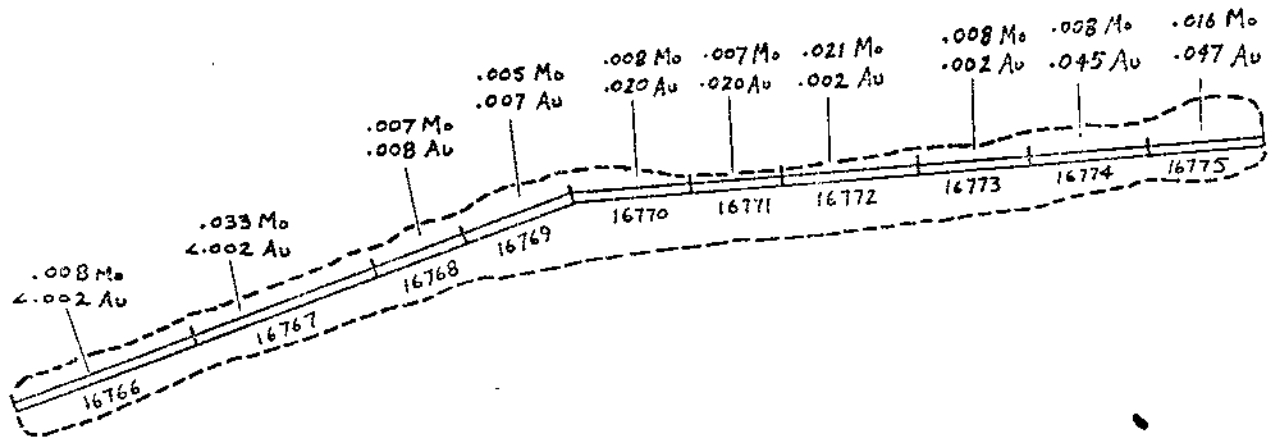 .008 Mo
<.002 Au
16766
.033 Mo
<.002 Au
16767
.007 Mo
.008 Au
16768
.005 Mo
.007 Au
16769
.008 Mo
.020 Au
16770
.007 Mo
.020 Au
16771
.021 Mo
.002 Au
16772
.008 Mo
.002 Au
16773
.008 Mo
.045 Au
16774
.016 Mo
.047 Au
16775